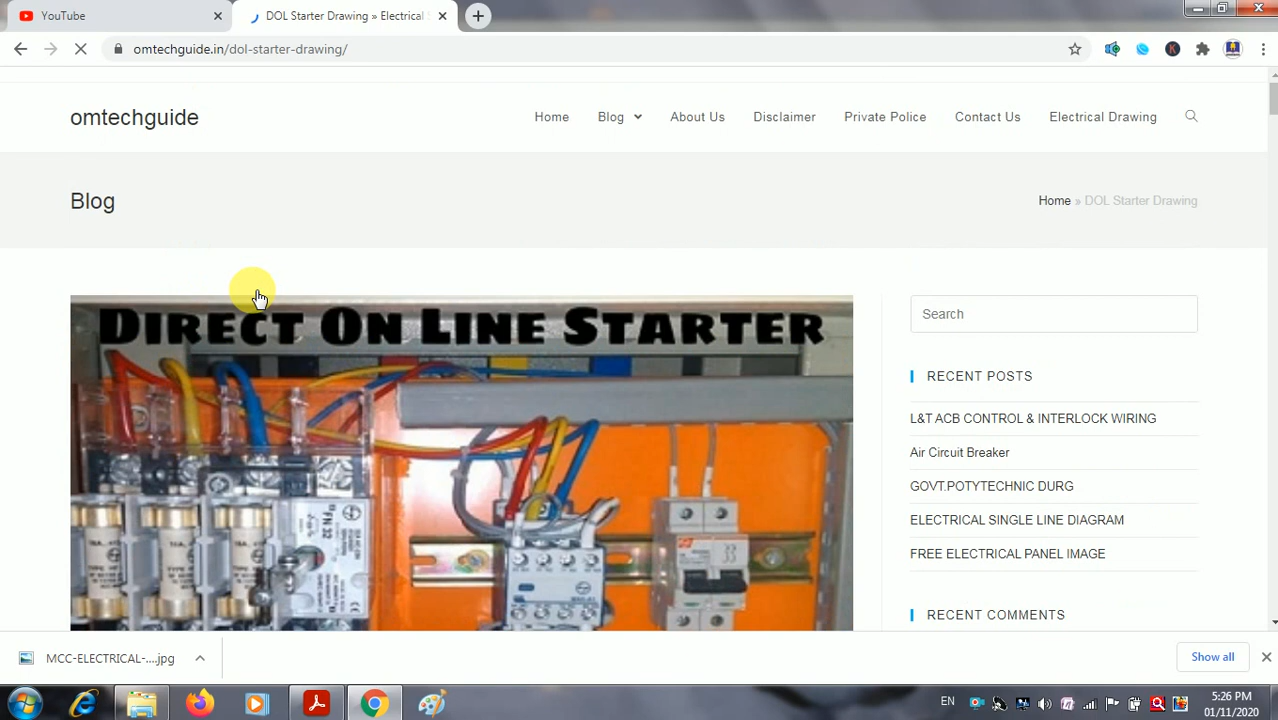 YouTube
DOL Starter Drawing » Electrical
omtechguide.in/dol-starter-drawing/
omtechguide
Home
Blog
About Us
Disclaimer
Private Police
Contact Us
Electrical Drawing
Blog
Home » DOL Starter Drawing
Direct On Line Starter
FN 32
Search
RECENT POSTS
L&T ACB CONTROL & INTERLOCK WIRING
Air Circuit Breaker
GOVT.POTYTECHNIC DURG
ELECTRICAL SINGLE LINE DIAGRAM
FREE ELECTRICAL PANEL IMAGE
RECENT COMMENTS
MCC-ELECTRICAL-....jpg
Show all
EN
5:26 PM
01/11/2020